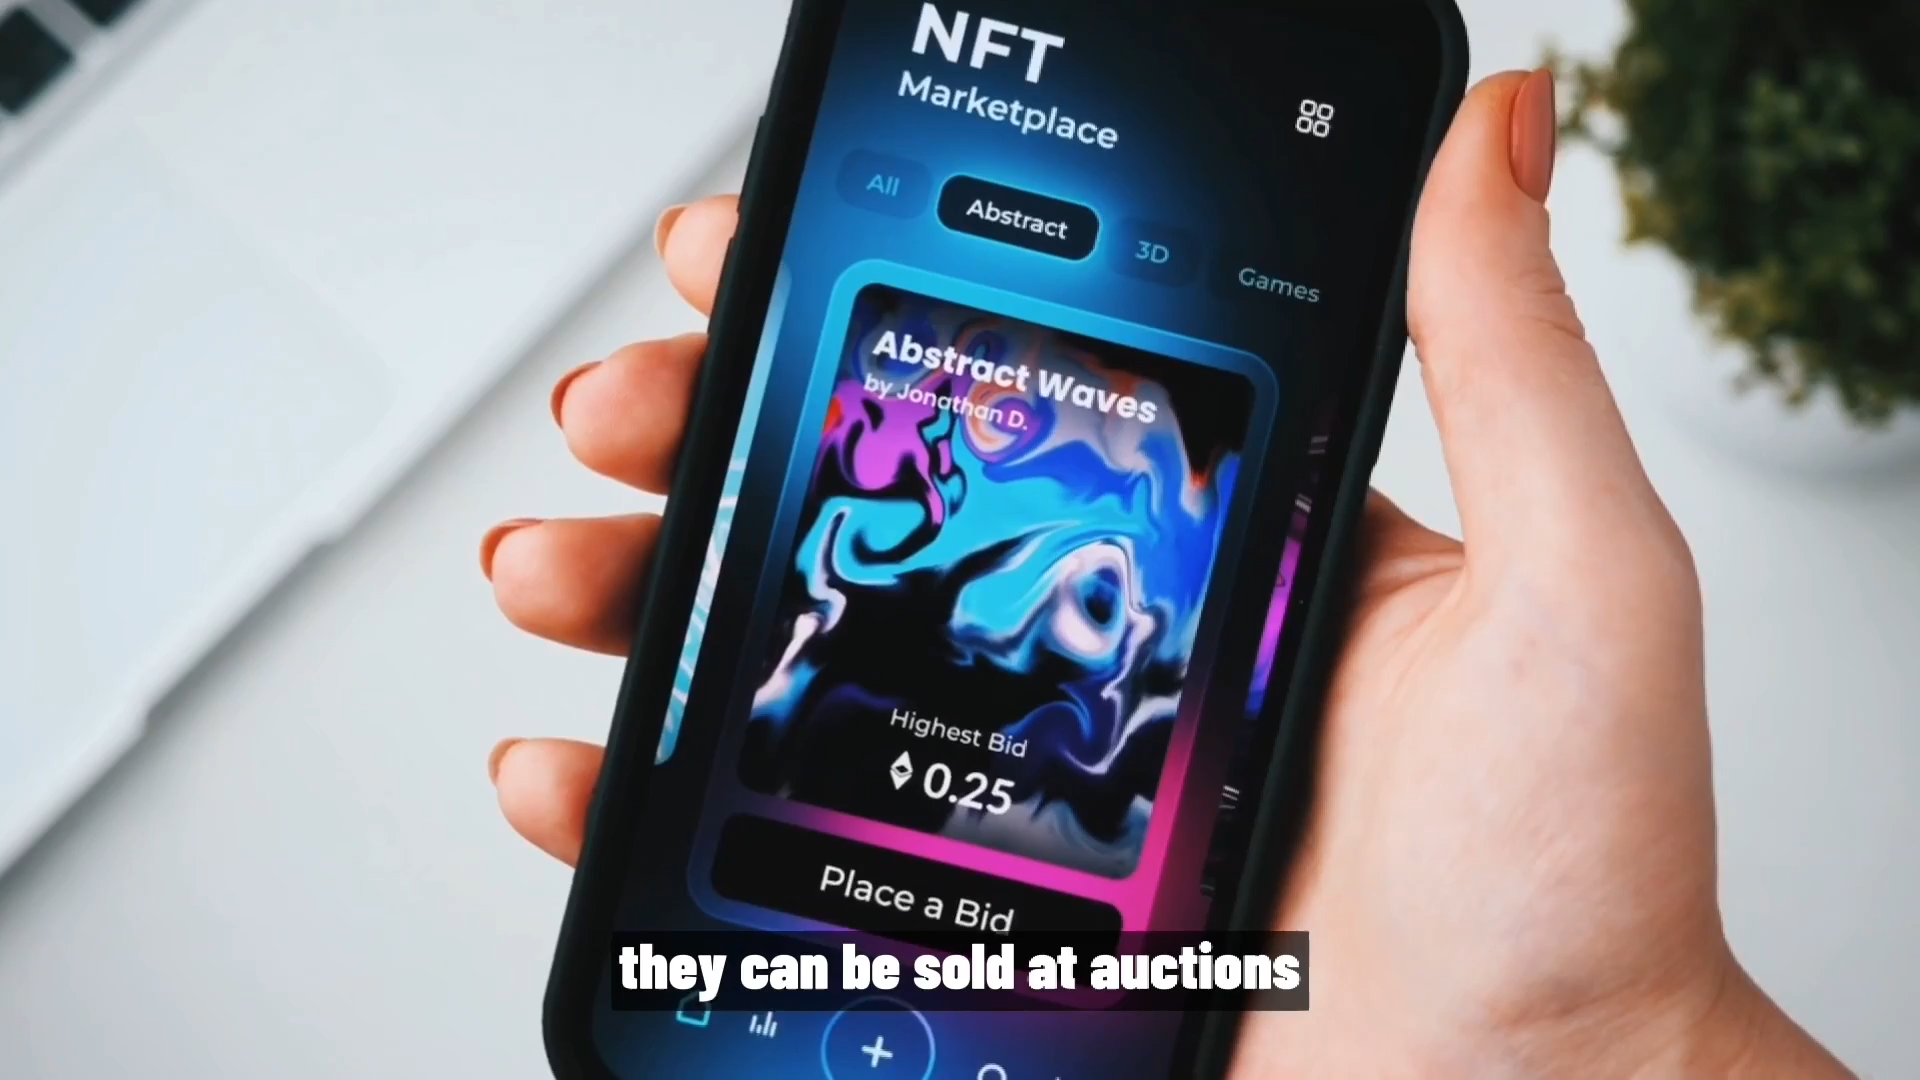 NFT
Marketplace
All
Abstract
3D
Games
Abstract Waves
by Jonathan D.
Highest Bid
0.25
Place a Bid
they can be sold at auctions